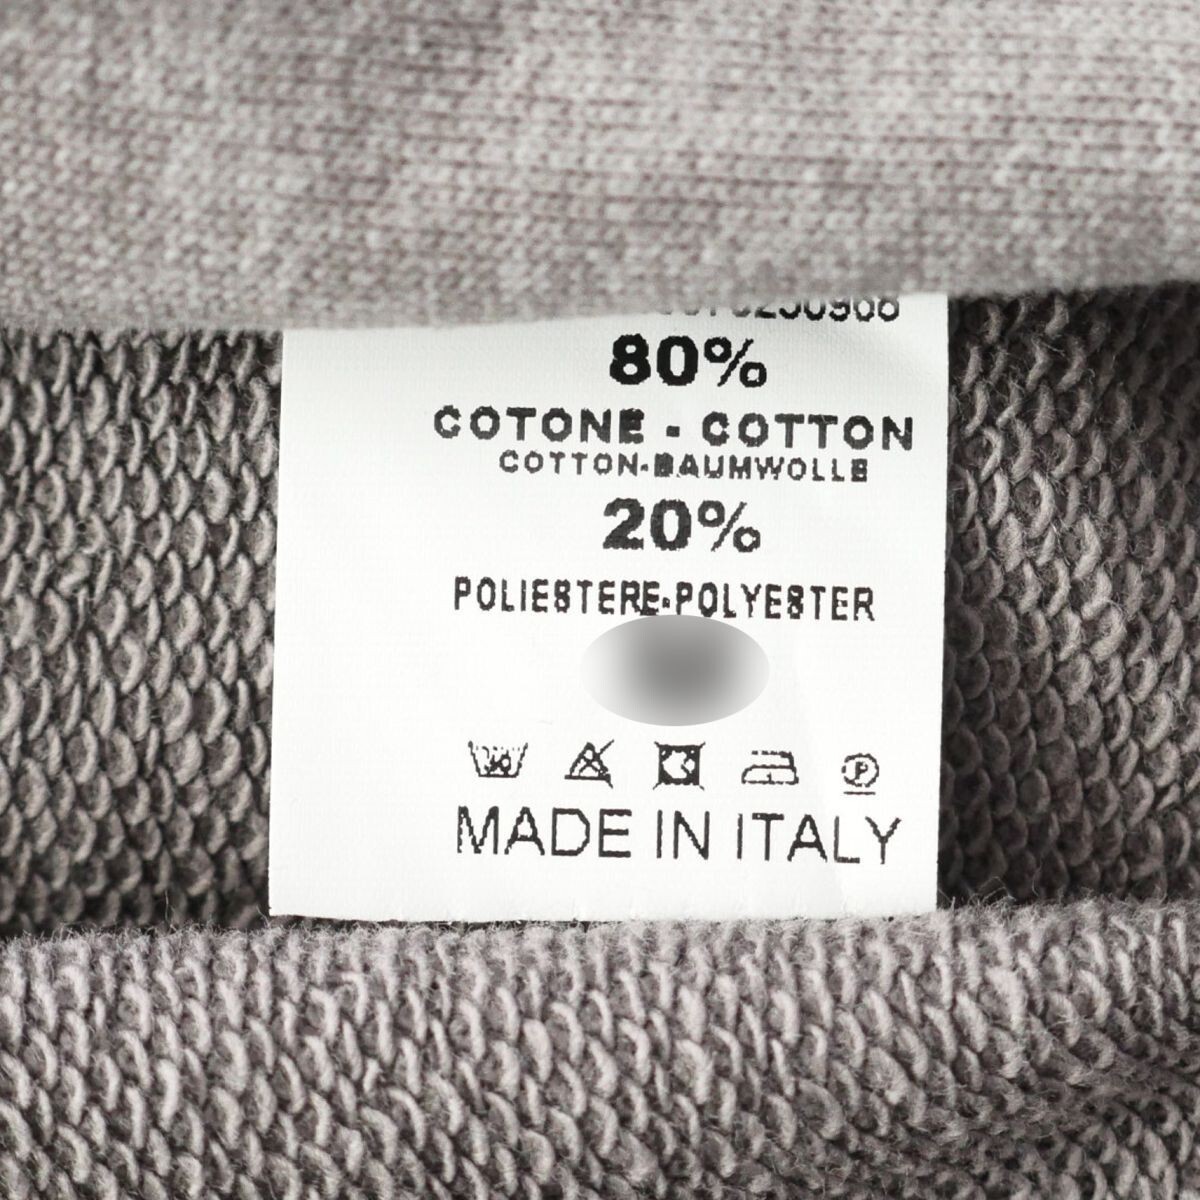 80%
COTONE - COTTON
COTTON-BAUMWOLLE
20%
POLIESTERE-POLYESTER
MADE IN ITALY